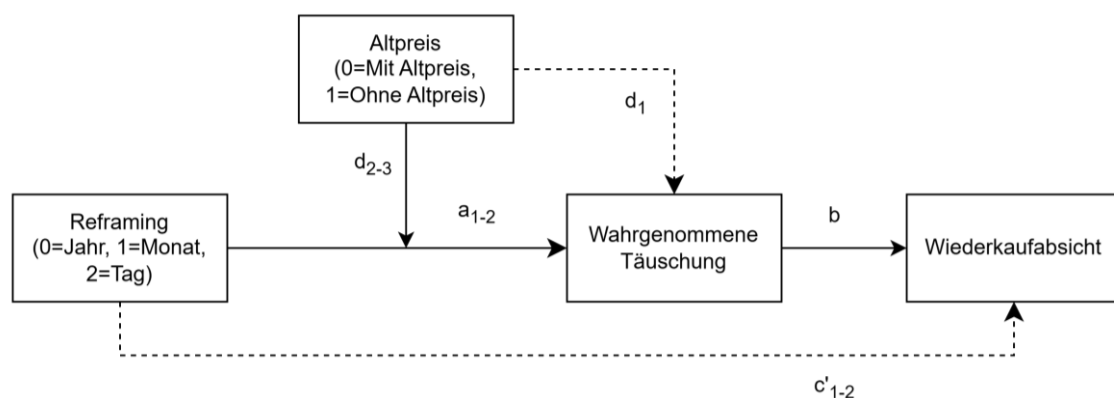 Altpreis
(0=Mit Altpreis,
1=Ohne Altpreis)
d1
d2-3
a1-2
b
Reframing
(0=Jahr, 1=Monat,
2=Tag)
Wahrgenommene
Täuschung
Wiederkaufabsicht
c'1-2